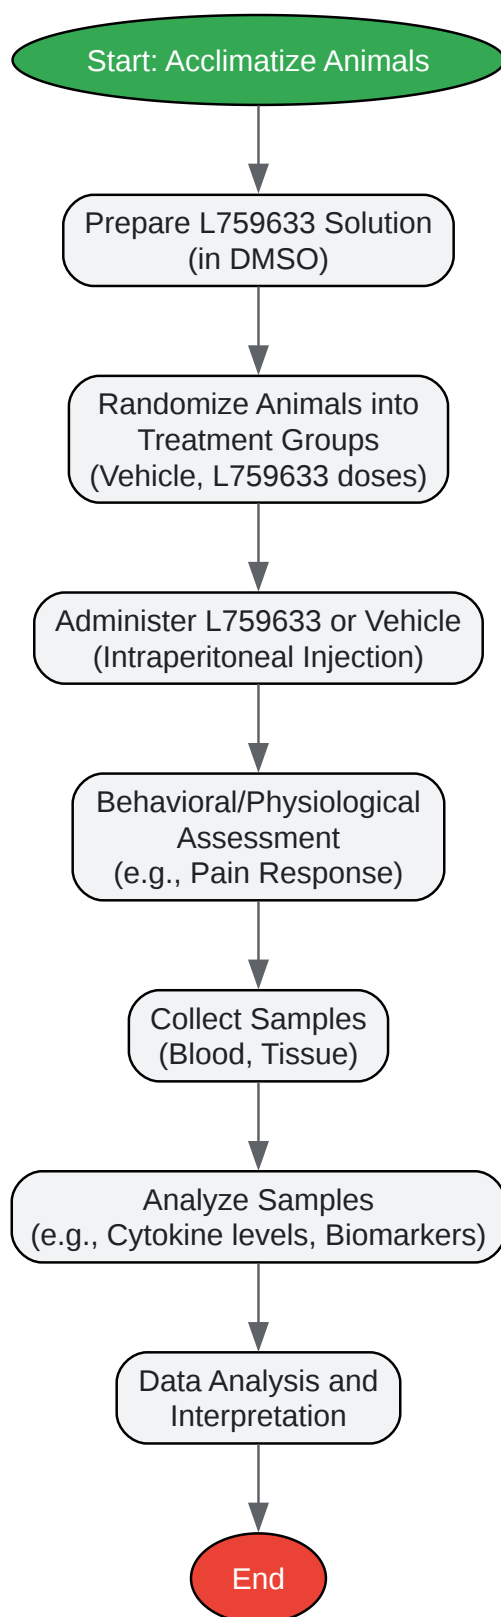 Start: Acclimatize Animals
Prepare L759633 Solution
(in DMSO)
Randomize Animals into
Treatment Groups
(Vehicle, L759633 doses)
Administer L759633 or Vehicle
(Intraperitoneal Injection)
Behavioral/Physiological
Assessment
(e.g., Pain Response)
Collect Samples
(Blood, Tissue)
Analyze Samples
(e.g., Cytokine levels, Biomarkers)
Data Analysis and
Interpretation
End